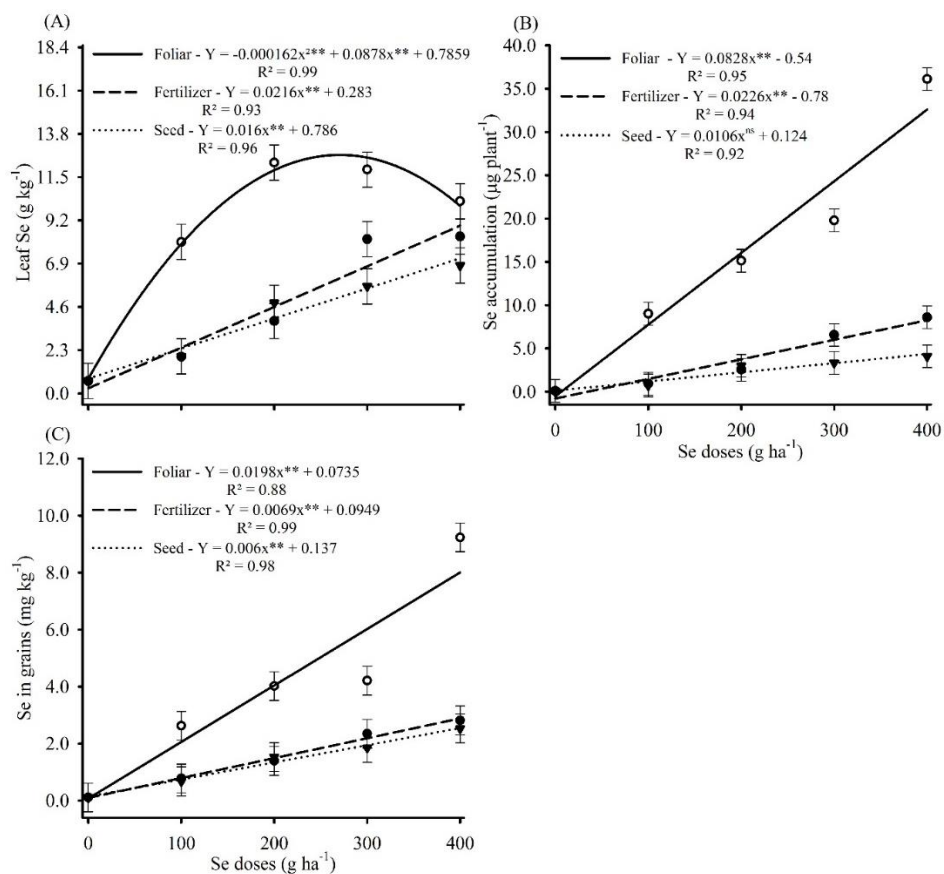 (A)
Foliar - Y = -0.000162x²** + 0.0878x** + 0.7859
R² = 0.99
Fertilizer - Y = 0.0216x** + 0.283
R² = 0.93
Seed - Y = 0.016x** + 0.786
R² = 0.96
18.4
16.1
13.8
11.5
9.2
6.9
4.6
2.3
0.0
Leaf Se (g kg⁻¹)
(B)
Foliar - Y = 0.0828x** - 0.54
R² = 0.95
Fertilizer - Y = 0.0226x** - 0.78
R² = 0.94
Seed - Y = 0.0106xⁿˢ + 0.124
R² = 0.92
40.0
35.0
30.0
25.0
20.0
15.0
10.0
5.0
0.0
Se accumulation (µg plant⁻¹)
0 100 200 300 400
Se doses (g ha⁻¹)
(C)
Foliar - Y = 0.0198x** + 0.0735
R² = 0.88
Fertilizer - Y = 0.0069x** + 0.0949
R² = 0.99
Seed - Y = 0.006x** + 0.137
R² = 0.98
12.0
10.0
8.0
6.0
4.0
2.0
0.0
Se in grains (mg kg⁻¹)
0 100 200 300 400
Se doses (g ha⁻¹)